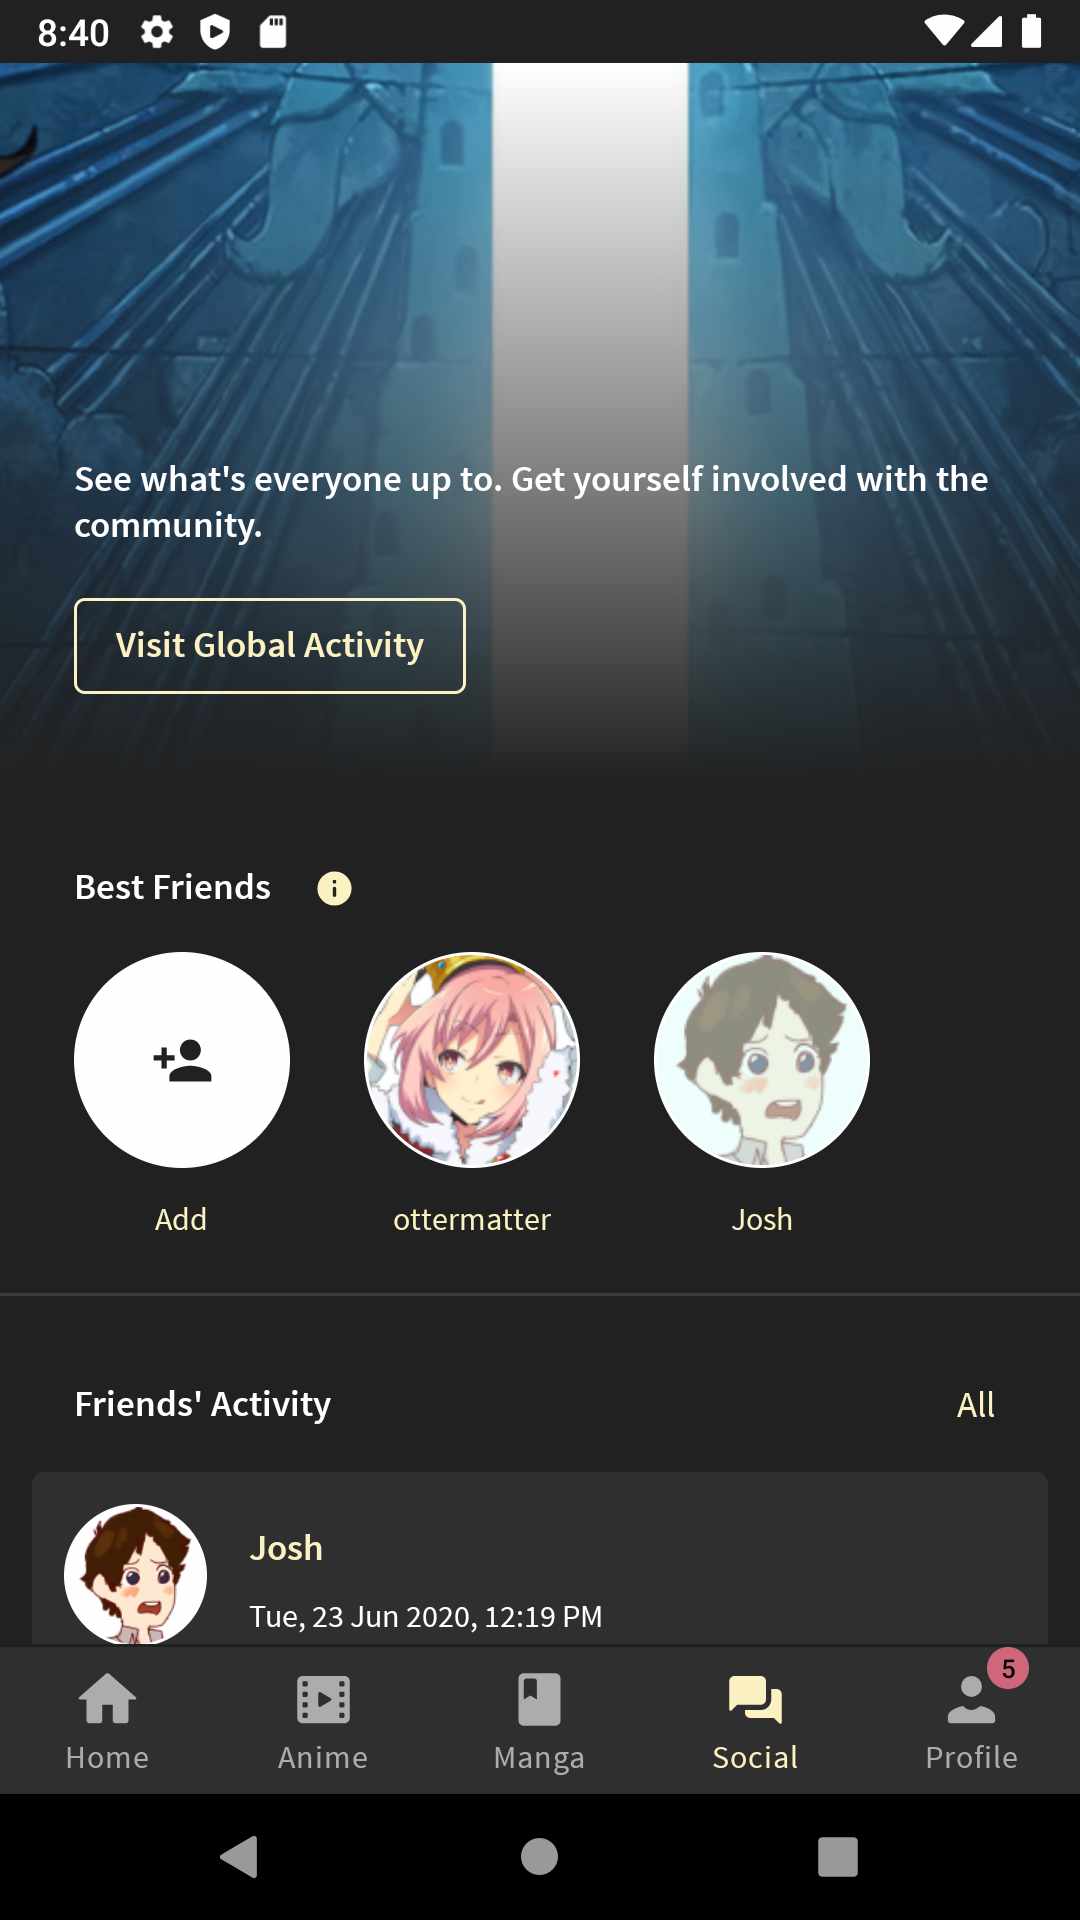 8:40
See what's everyone up to. Get yourself involved with the
community.
Visit Global Activity
Best Friends
Add
ottermatter
Josh
Friends' Activity
All
Josh
Tue, 23 Jun 2020, 12:19 PM
5
Home
Anime
Manga
Social
Profile